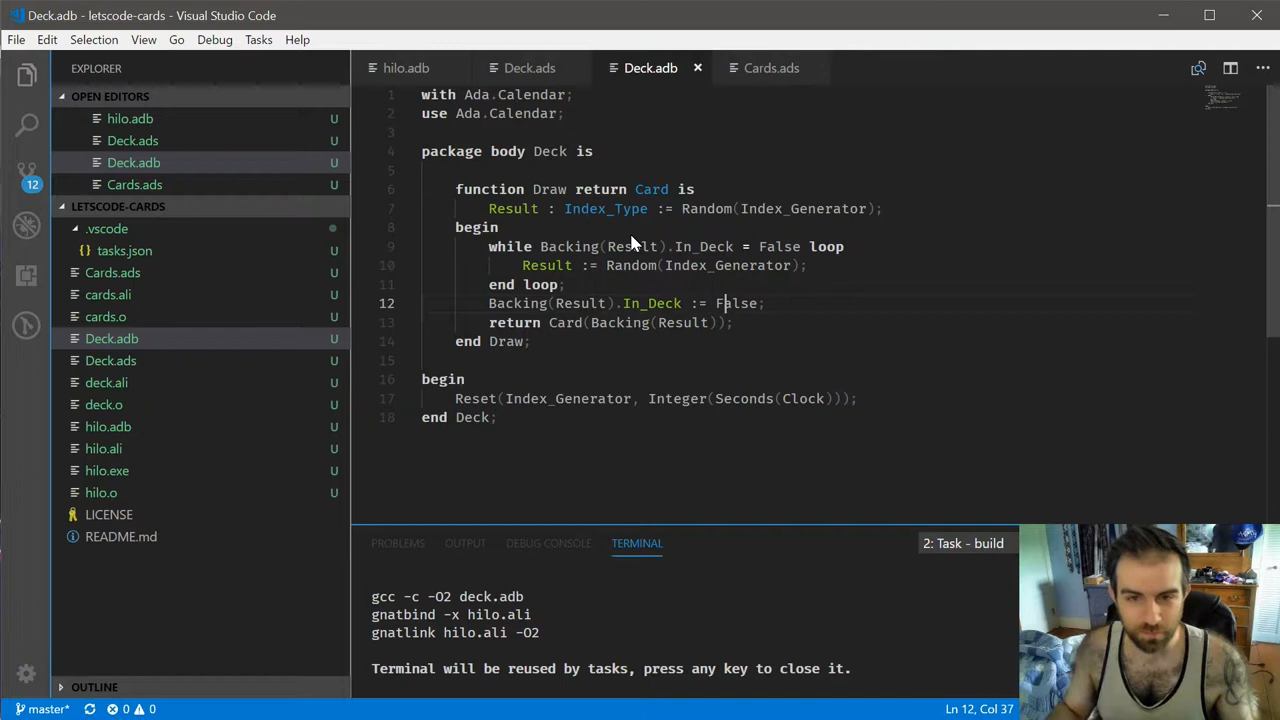 Deck.adb - letscode-cards - Visual Studio Code
File Edit Selection View Go Debug Tasks Help
EXPLORER
OPEN EDITORS
hilo.adb U
Deck.ads U
Deck.adb U
Cards.ads U
12
LETSCODE-CARDS
.vscode
tasks.json U
Cards.ads U
cards.ali U
cards.o U
Deck.adb U
Deck.ads U
deck.ali U
deck.o U
hilo.adb U
hilo.ali U
hilo.exe U
hilo.o U
LICENSE
README.md
OUTLINE
hilo.adb Deck.ads Deck.adb Cards.ads
1 with Ada.Calendar;
2 use Ada.Calendar;
3
4 package body Deck is
5
6 function Draw return Card is
7 Result : Index_Type := Random(Index_Generator);
8 begin
9 while Backing(Result).In_Deck = False loop
10 Result := Random(Index_Generator);
11 end loop;
12 Backing(Result).In_Deck := False;
13 return Card(Backing(Result));
14 end Draw;
15
16 begin
17 Reset(Index_Generator, Integer(Seconds(Clock)));
18 end Deck;
PROBLEMS OUTPUT DEBUG CONSOLE TERMINAL 2: Task - build
gcc -c -O2 deck.adb
gnatbind -x hilo.ali
gnatlink hilo.ali -O2
Terminal will be reused by tasks, press any key to close it.
master* 0 0 Ln 12, Col 37